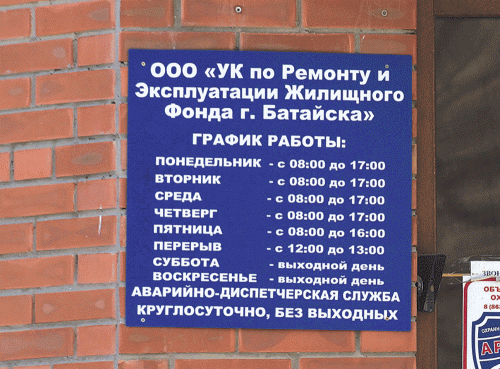 ООО «УК по Ремонту и
Эксплуатации Жилищного
Фонда г. Батайска»
ГРАФИК РАБОТЫ:
ПОНЕДЕЛЬНИК - с 08:00 до 17:00
ВТОРНИК - с 08:00 до 17:00
СРЕДА - с 08:00 до 17:00
ЧЕТВЕРГ - с 08:00 до 17:00
ПЯТНИЦА - с 08:00 до 16:00
ПЕРЕРЫВ - с 12:00 до 13:00
СУББОТА - выходной день
ВОСКРЕСЕНЬЕ - выходной день
АВАРИЙНО-ДИСПЕТЧЕРСКАЯ СЛУЖБА
КРУГЛОСУТОЧНО, БЕЗ ВЫХОДНЫХ